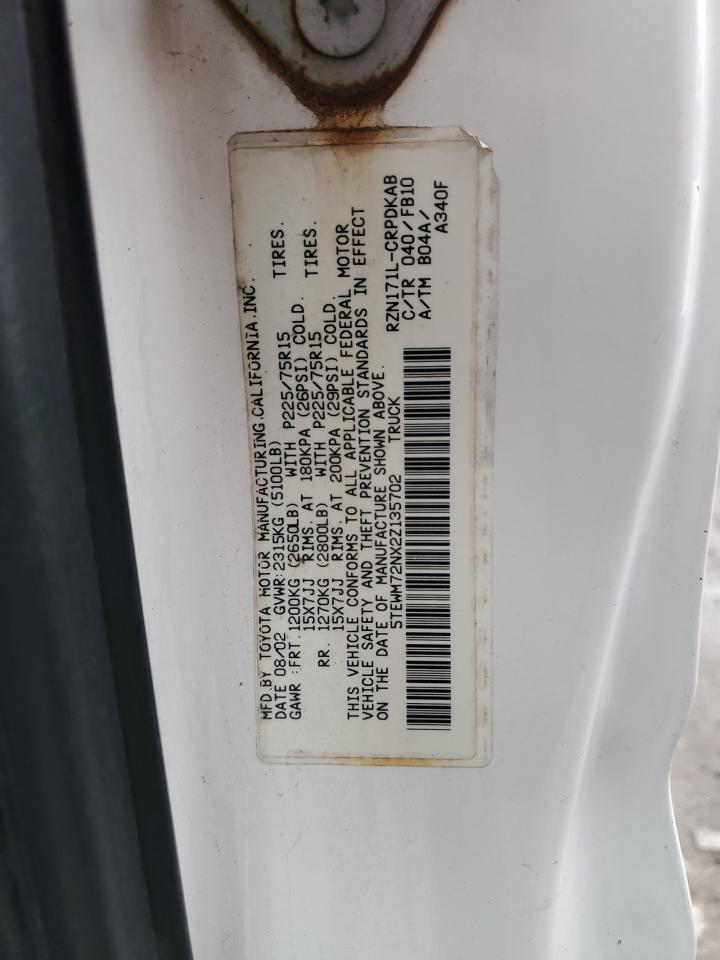 MFD.BY TOYOTA MOTOR MANUFACTURING.CALIFORNIA.INC.
DATE 08/02 GVWR:2315KG (5100LB)
GAWR :FRT.1200KG (2650LB) WITH P225/75R15 TIRES.
15X7JJ RIMS. AT 180KPA (26PSI) COLD.
RR. 1270KG (2800LB) WITH P225/75R15 TIRES.
15X7JJ RIMS. AT 200KPA (29PSI) COLD.
THIS VEHICLE CONFORMS TO ALL APPLICABLE FEDERAL MOTOR
VEHICLE SAFETY AND THEFT PREVENTION STANDARDS IN EFFECT
ON THE DATE OF MANUFACTURE SHOWN ABOVE.
5TEWM72NX2Z135702 TRUCK
RZN171L-CRPDKAB
C/TR 040/FB10
A/TM B04A/
A340F